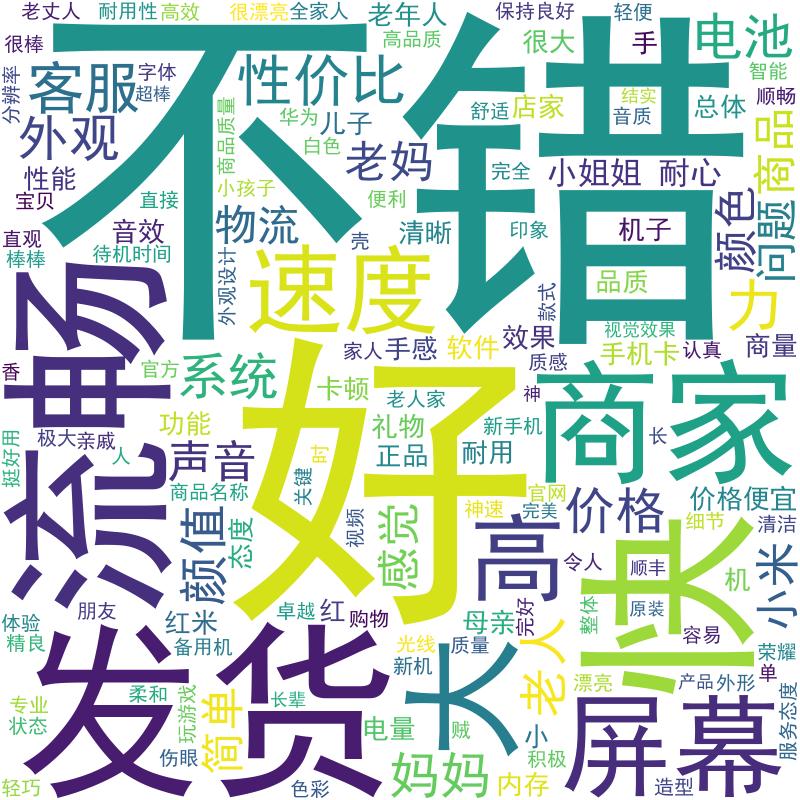 老丈人
耐用性
高效
很漂亮
全家人
老年人
保持良好
轻便
很棒
高品质
很大
手
电池
不错
分辨率
客服
字体
超棒
性价比
智能
舒适
店家
结实
音质
总体
顺畅
外观
商品质量
华为
儿子
白色
老妈
完全
小姐姐
耐心
商品
性能
宝贝
直接
小孩子
便利
直观
音效
物流
壳
清晰
印象
机子
颜色
问题
棒棒
待机时间
外观设计
速度
款式
品质
力
流畅
家人
手感
软件
效果
质感
视觉效果
手机卡
认真
商量
香
官方
系统
卡顿
老人家
神
好
商家
极大
亲戚
功能
礼物
新手机
长
挺好用
人
声音
时
正品
耐用
商品名称
关键
神速
官网
价格
价格便宜
颜值
态度
视频
感觉
完美
高
细节
清洁
快
令人
顺丰
机
小米
体验
朋友
红米
卓越
红
购物
母亲
完好
整体
原装
精良
备用机
光线
质量
容易
荣耀
发货
新机
大
老人
漂亮
产品
外形
单
专业
柔和
玩游戏
简单
长辈
电量
贼
小
屏幕
服务态度
状态
伤眼
妈妈
积极
轻巧
色彩
内存
造型